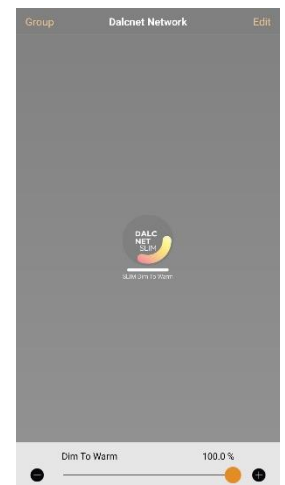 Group Dalcnet Network Edit
DALC
NET
SLIM
SLIM Dim To Warm
Dim To Warm 100.0 %